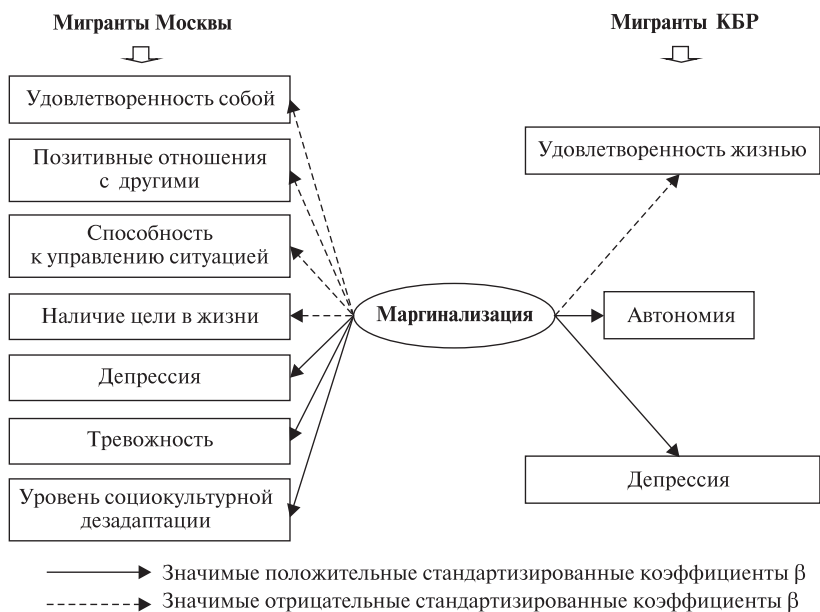 Мигранты Москвы
Мигранты КБР
Удовлетворенность собой
Позитивные отношения
с другими
Способность
к управлению ситуацией
Наличие цели в жизни
Депрессия
Тревожность
Уровень социокультурной
дезадаптации
Маргинализация
Удовлетворенность жизнью
Автономия
Депрессия
Значимые положительные стандартизированные коэффициенты β
Значимые отрицательные стандартизированные коэффициенты β